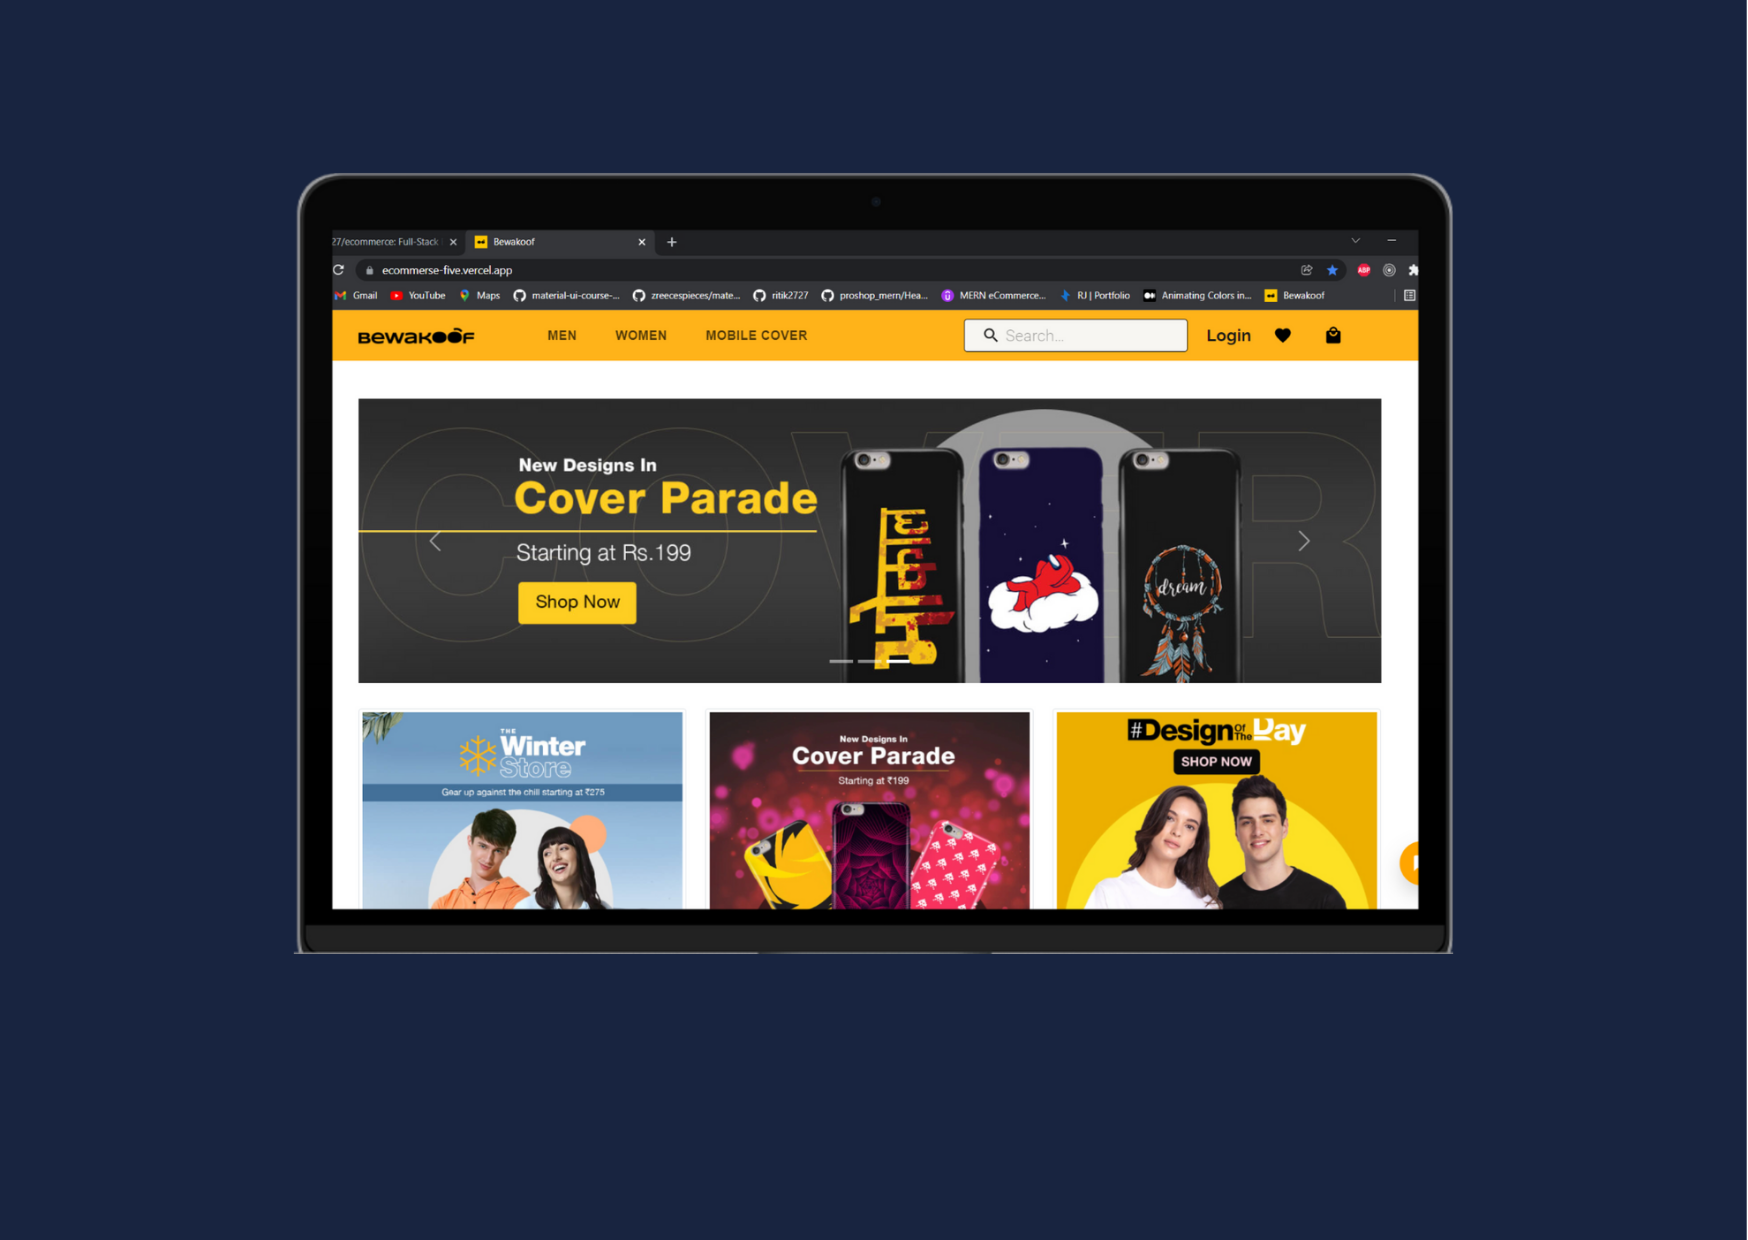 27/ecommerce: Full-Stack
Bewakoof
ecommerse-five.vercel.app
Gmail YouTube Maps material-ui-course-... zreecespieces/mate... ritik2727 proshop_mern/Hea... MERN eCommerce... RJ | Portfolio Animating Colors in... Bewakoof
BEWAKOOF MEN WOMEN MOBILE COVER Search... Login
COVER
New Designs In
Cover Parade
Starting at Rs.199
Shop Now
dream
THE
Winter
Store
Gear up against the chill starting at ₹275
New Designs In
Cover Parade
Starting at ₹199
#Design Of The Day
SHOP NOW